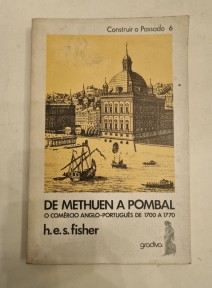 Construir o Passado 6
DE METHUEN A POMBAL
O COMÉRCIO ANGLO-PORTUGUÊS DE 1700 A 1770
h.e.s.fisher
gradiva